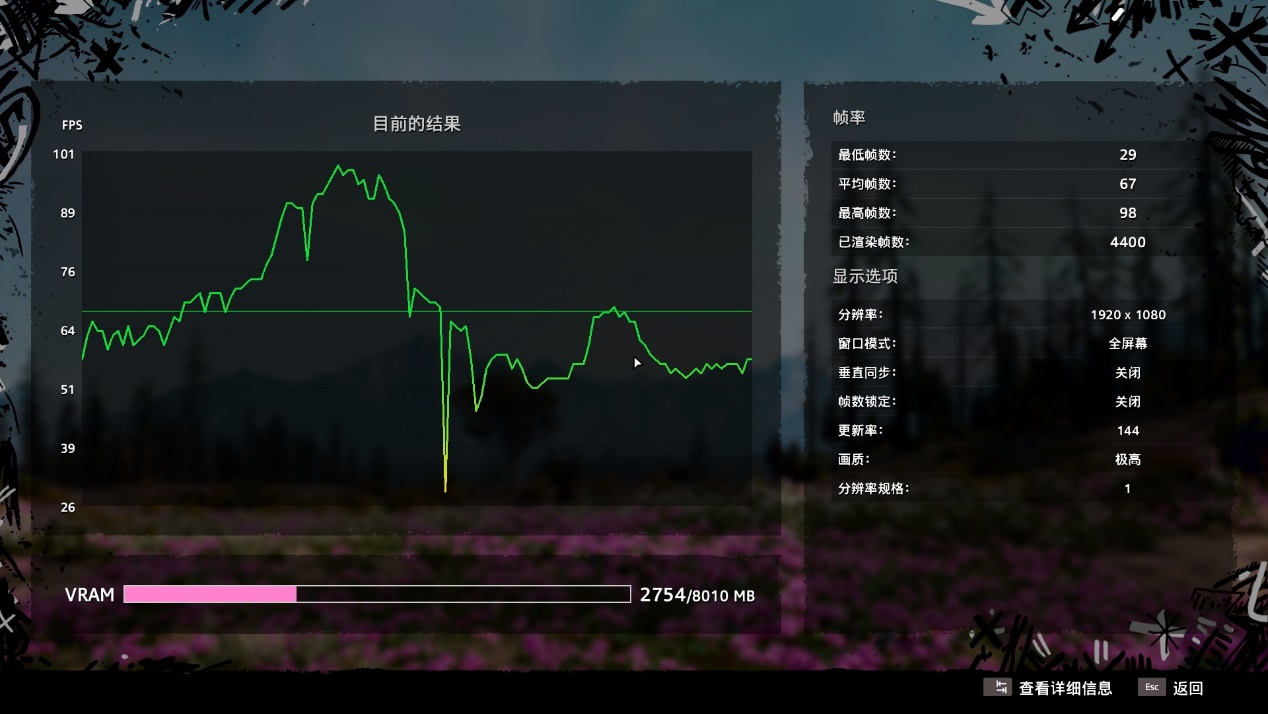 目前的结果
FPS
101
89
76
64
51
39
26
VRAM 2754/8010 MB
帧率
最低帧数: 29
平均帧数: 67
最高帧数: 98
已渲染帧数: 4400
显示选项
分辨率: 1920 x 1080
窗口模式: 全屏幕
垂直同步: 关闭
帧数锁定: 关闭
更新率: 144
画质: 极高
分辨率规格: 1
查看详细信息 Esc 返回